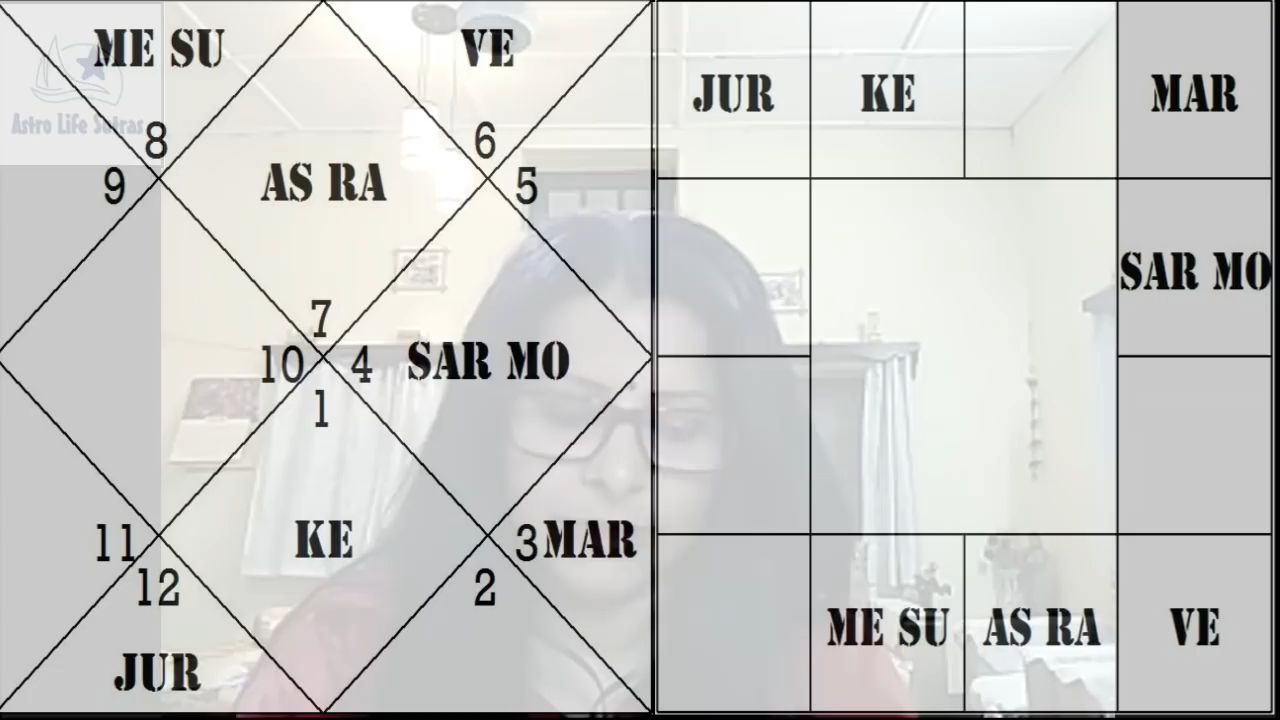 ME SU
VE
Astro Life Sutras
8
6
9
AS RA
5
7
10
4
SAR MO
1
11
KE
3 MAR
12
2
JUR
JUR
KE
MAR
SAR MO
ME SU
AS RA
VE